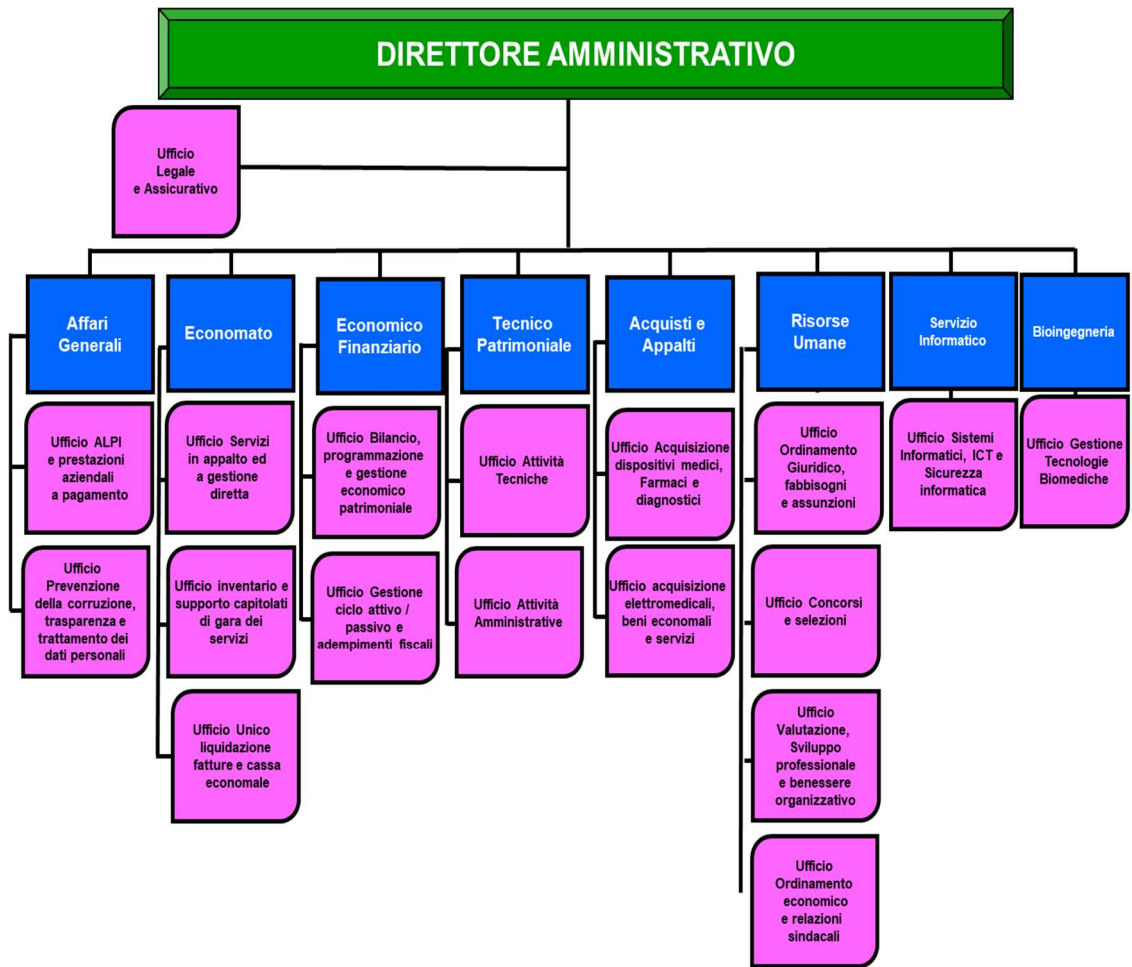 DIRETTORE AMMINISTRATIVO
Ufficio
Legale
e Assicurativo
Affari
Generali
Economato
Economico
Finanziario
Tecnico
Patrimoniale
Acquisti e
Appalti
Risorse
Umane
Servizio
Informatico
Bioingegneria
Ufficio ALPI
e prestazioni
aziendali
a pagamento
Ufficio Servizi
in appalto ed
a gestione
diretta
Ufficio Bilancio,
programmazione
e gestione
economico
patrimoniale
Ufficio Attività
Tecniche
Ufficio Acquisizione
dispositivi medici,
Farmaci e
diagnostici
Ufficio
Ordinamento
Giuridico,
fabbisogni
e assunzioni
Ufficio Sistemi
Informatici, ICT e
Sicurezza
informatica
Ufficio Gestione
Tecnologie
Biomediche
Ufficio
Prevenzione
della corruzione,
trasparenza e
trattamento dei
dati personali
Ufficio inventario e
supporto capitolati
di gara dei
servizi
Ufficio Gestione
ciclo attivo /
passivo e
adempimenti fiscali
Ufficio Attività
Amministrative
Ufficio acquisizione
elettromedicali,
beni economali
e servizi
Ufficio Concorsi
e selezioni
Ufficio Unico
liquidazione
fatture e cassa
economale
Ufficio
Valutazione,
Sviluppo
professionale
e benessere
organizzativo
Ufficio
Ordinamento
economico
e relazioni
sindacali